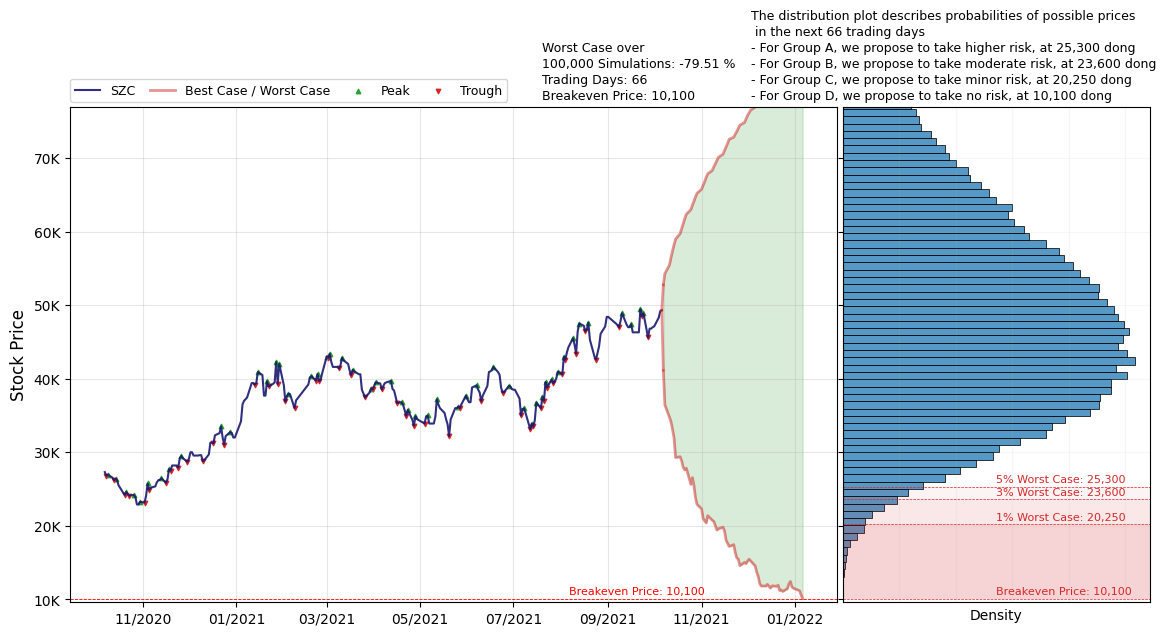 The distribution plot describes probabilities of possible prices
in the next 66 trading days
- For Group A, we propose to take higher risk, at 25,300 dong
- For Group B, we propose to take moderate risk, at 23,600 dong
- For Group C, we propose to take minor risk, at 20,250 dong
- For Group D, we propose to take no risk, at 10,100 dong
Worst Case over
100,000 Simulations: -79.51 %
Trading Days: 66
Breakeven Price: 10,100
SZC
Best Case / Worst Case
Peak
Trough
Stock Price
70K
60K
50K
40K
30K
20K
10K
Breakeven Price: 10,100
11/2020
01/2021
03/2021
05/2021
07/2021
09/2021
11/2021
01/2022
5% Worst Case: 25,300
3% Worst Case: 23,600
1% Worst Case: 20,250
Breakeven Price: 10,100
Density